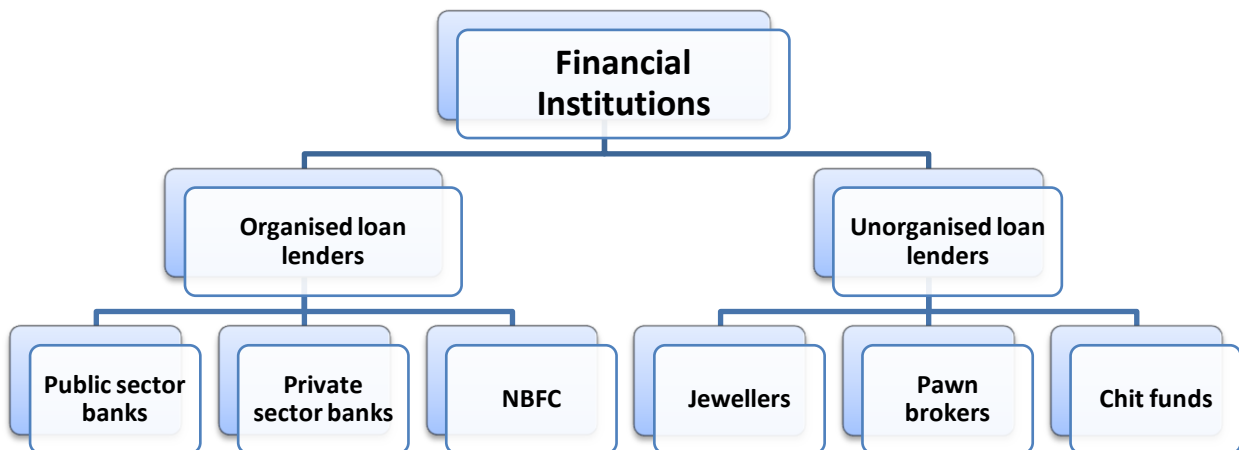 Financial
Institutions
Organised loan
lenders
Unorganised loan
lenders
Public sector
banks
Private
sector banks
NBFC
Jewellers
Pawn
brokers
Chit funds